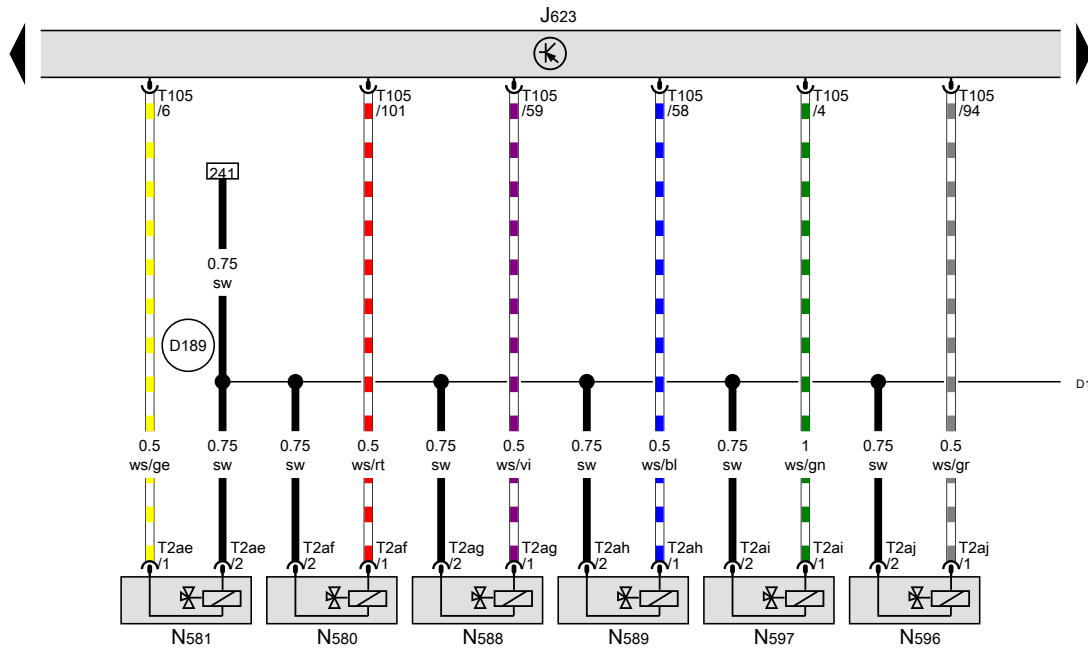 J623
T105 T105 T105 T105 T105 T105
/6 /101 /59 /58 /4 /94
241
0.75
sw
D189
D1
0.5 0.75 0.75 0.5 0.75 0.5 0.75 0.5 0.75 1 0.75 0.5
ws/ge sw sw ws/rt sw ws/vi sw ws/bl sw ws/gn sw ws/gr
T2ae T2ae T2af T2af T2ag T2ag T2ah T2ah T2ai T2ai T2aj T2aj
/1 /2 /2 /1 /2 /1 /2 /1 /2 /1 /2 /1
N581 N580 N588 N589 N597 N596